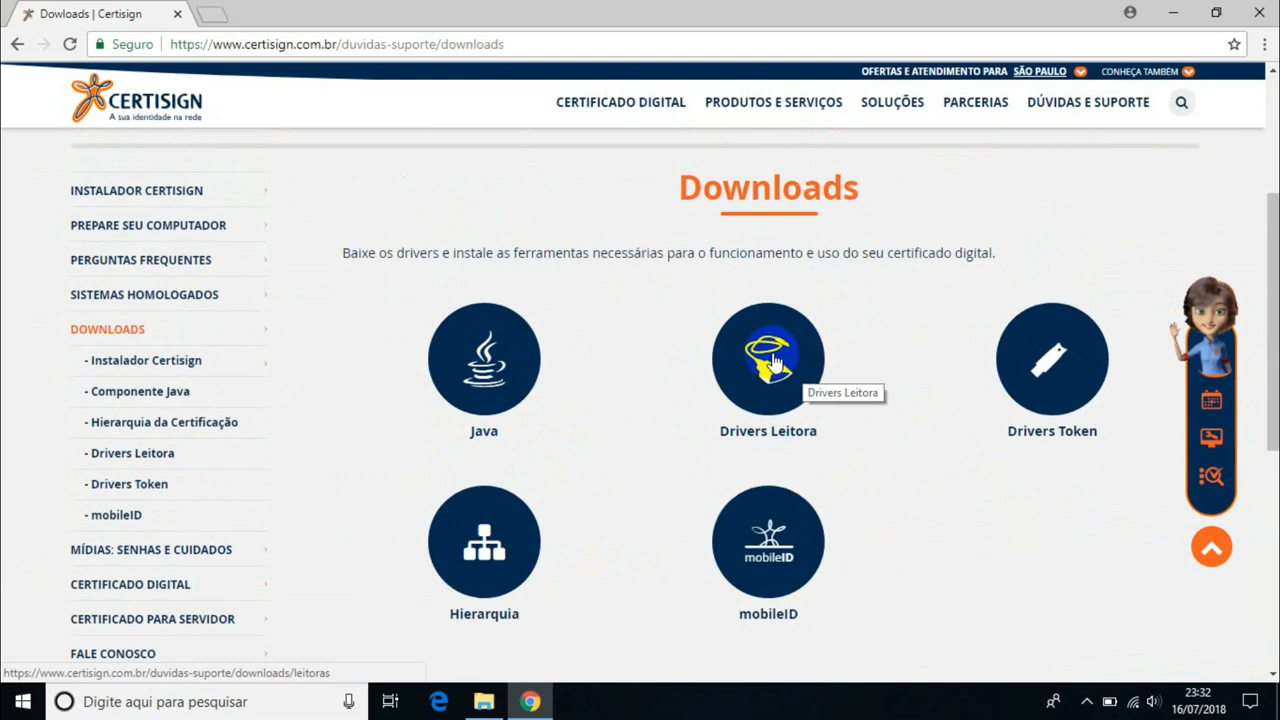 Dowloads | Certisign
Seguro
https://www.certisign.com.br/duvidas-suporte/downloads
OFERTAS E ATENDIMENTO PARA SÃO PAULO
CONHEÇA TAMBÉM
CERTISIGN
A sua identidade na rede
CERTIFICADO DIGITAL
PRODUTOS E SERVIÇOS
SOLUÇÕES
PARCERIAS
DÚVIDAS E SUPORTE
INSTALADOR CERTISIGN
PREPARE SEU COMPUTADOR
PERGUNTAS FREQUENTES
SISTEMAS HOMOLOGADOS
DOWNLOADS
- Instalador Certisign
- Componente Java
- Hierarquia da Certificação
- Drivers Leitora
- Drivers Token
- mobileID
MÍDIAS: SENHAS E CUIDADOS
CERTIFICADO DIGITAL
CERTIFICADO PARA SERVIDOR
FALE CONOSCO
Downloads
Baixe os drivers e instale as ferramentas necessárias para o funcionamento e uso do seu certificado digital.
Java
Drivers Leitora
Drivers Leitora
Drivers Token
Hierarquia
mobileID
mobileID
https://www.certisign.com.br/duvidas-suporte/downloads/leitoras
Digite aqui para pesquisar
23:32
16/07/2018